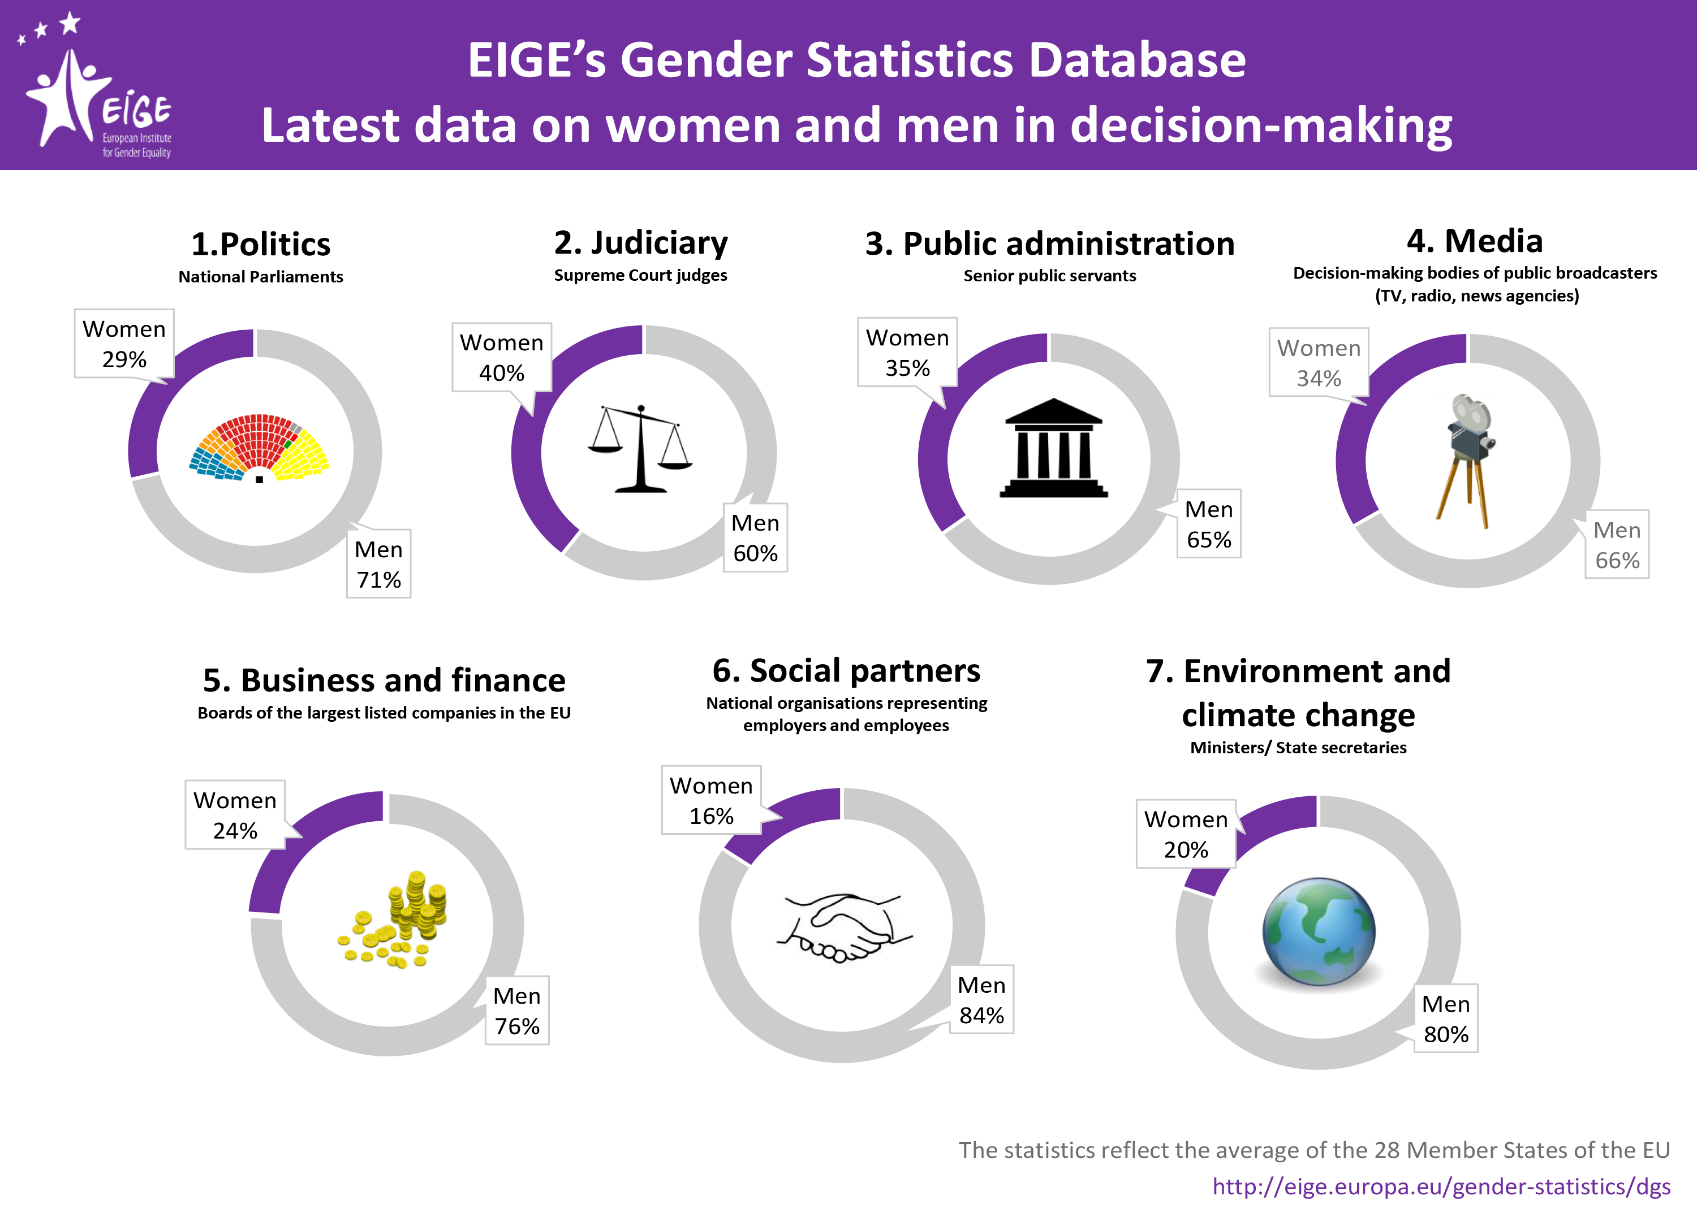 EIGE's Gender Statistics Database
Latest data on women and men in decision-making
EIGE
European Institute
for Gender Equality
1.Politics
National Parliaments
Women
29%
Men
71%
2. Judiciary
Supreme Court judges
Women
40%
Men
60%
3. Public administration
Senior public servants
Women
35%
Men
65%
4. Media
Decision-making bodies of public broadcasters
(TV, radio, news agencies)
Women
34%
Men
66%
5. Business and finance
Boards of the largest listed companies in the EU
Women
24%
Men
76%
6. Social partners
National organisations representing
employers and employees
Women
16%
Men
84%
7. Environment and
climate change
Ministers/ State secretaries
Women
20%
Men
80%
The statistics reflect the average of the 28 Member States of the EU
http://eige.europa.eu/gender-statistics/dgs